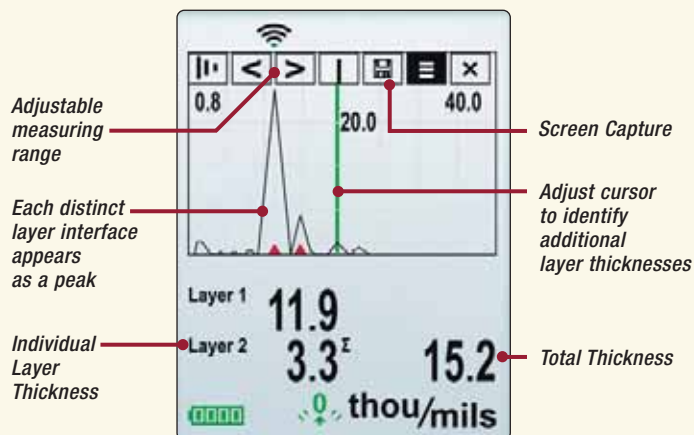 Adjustable
measuring
range
Each distinct
layer interface
appears
as a peak
Individual
Layer
Thickness
0.8
20.0
40.0
Layer 1
11.9
Layer 2
3.3 Σ
15.2
0
thou/mils
Screen Capture
Adjust cursor
to identify
additional
layer thicknesses
Total Thickness